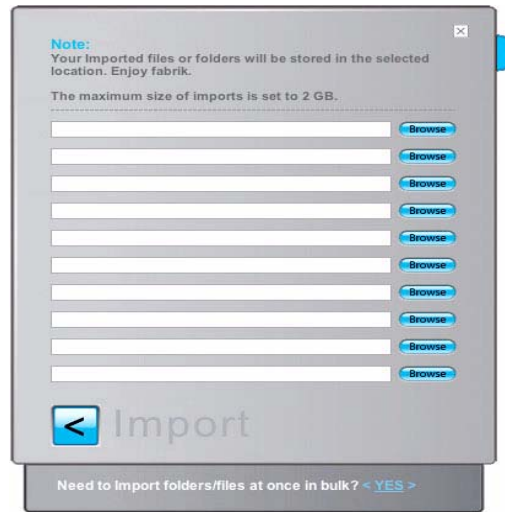 Note:
Your Imported files or folders will be stored in the selected
location. Enjoy fabrik.
The maximum size of imports is set to 2 GB.
Browse
Browse
Browse
Browse
Browse
Browse
Browse
Browse
Browse
Browse
< Import
Need to Import folders/files at once in bulk? < YES >